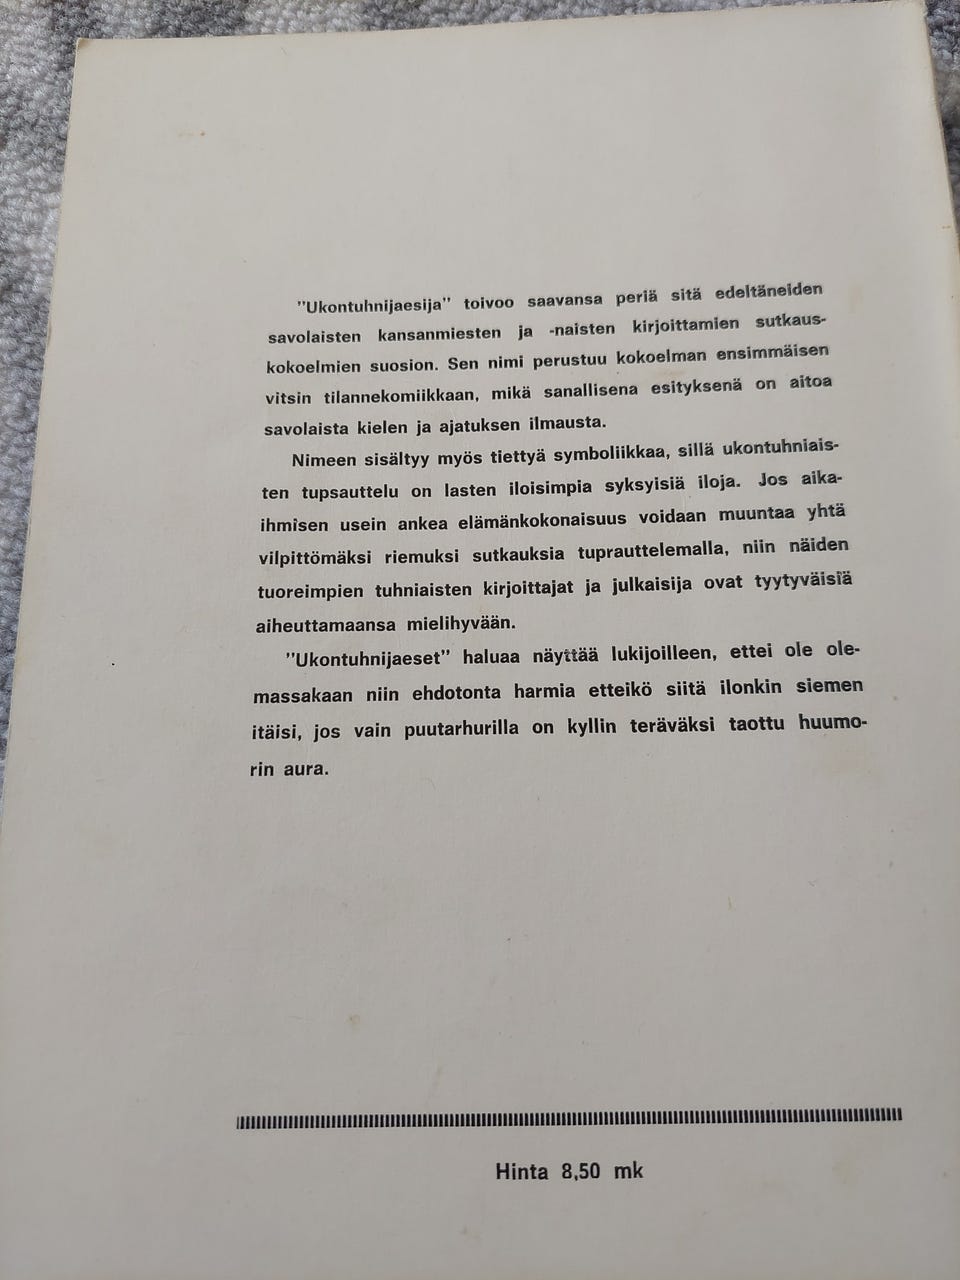 "Ukontuhnijaesija" toivoo saavansa periä sitä edeltäneiden
savolaisten kansanmiesten ja -naisten kirjoittamien sutkaus-
kokoelmien suosion. Sen nimi perustuu kokoelman ensimmäisen
vitsin tilannekomiikkaan, mikä sanallisena esityksenä on aitoa
savolaista kielen ja ajatuksen ilmausta.
Nimeen sisältyy myös tiettyä symboliikkaa, sillä ukontuhniais-
ten tupsauttelu on lasten iloisimpia syksyisiä iloja. Jos aika-
ihmisen usein ankea elämänkokonaisuus voidaan muuntaa yhtä
vilpittömäksi riemuksi sutkauksia tuprauttelemalla, niin näiden
tuoreimpien tuhniaisten kirjoittajat ja julkaisija ovat tyytyväisiä
aiheuttamaansa mielihyvään.
"Ukontuhnijaeset" haluaa näyttää lukijoilleen, ettei ole ole-
massakaan niin ehdotonta harmia etteikö siitä ilonkin siemen
itäisi, jos vain puutarhurilla on kyllin teräväksi taottu huumo-
rin aura.
Hinta 8,50 mk